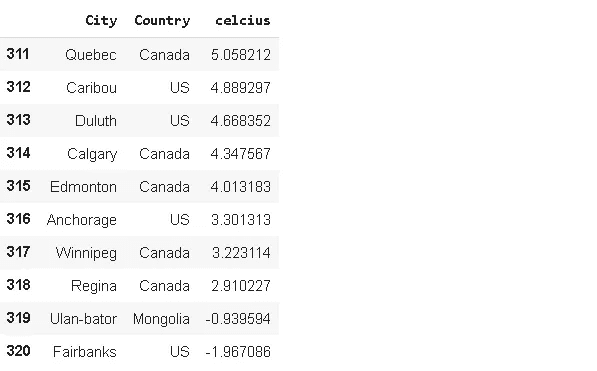 City Country celcius
311 Quebec Canada 5.058212
312 Caribou US 4.889297
313 Duluth US 4.668352
314 Calgary Canada 4.347567
315 Edmonton Canada 4.013183
316 Anchorage US 3.301313
317 Winnipeg Canada 3.223114
318 Regina Canada 2.910227
319 Ulan-bator Mongolia -0.939594
320 Fairbanks US -1.967086